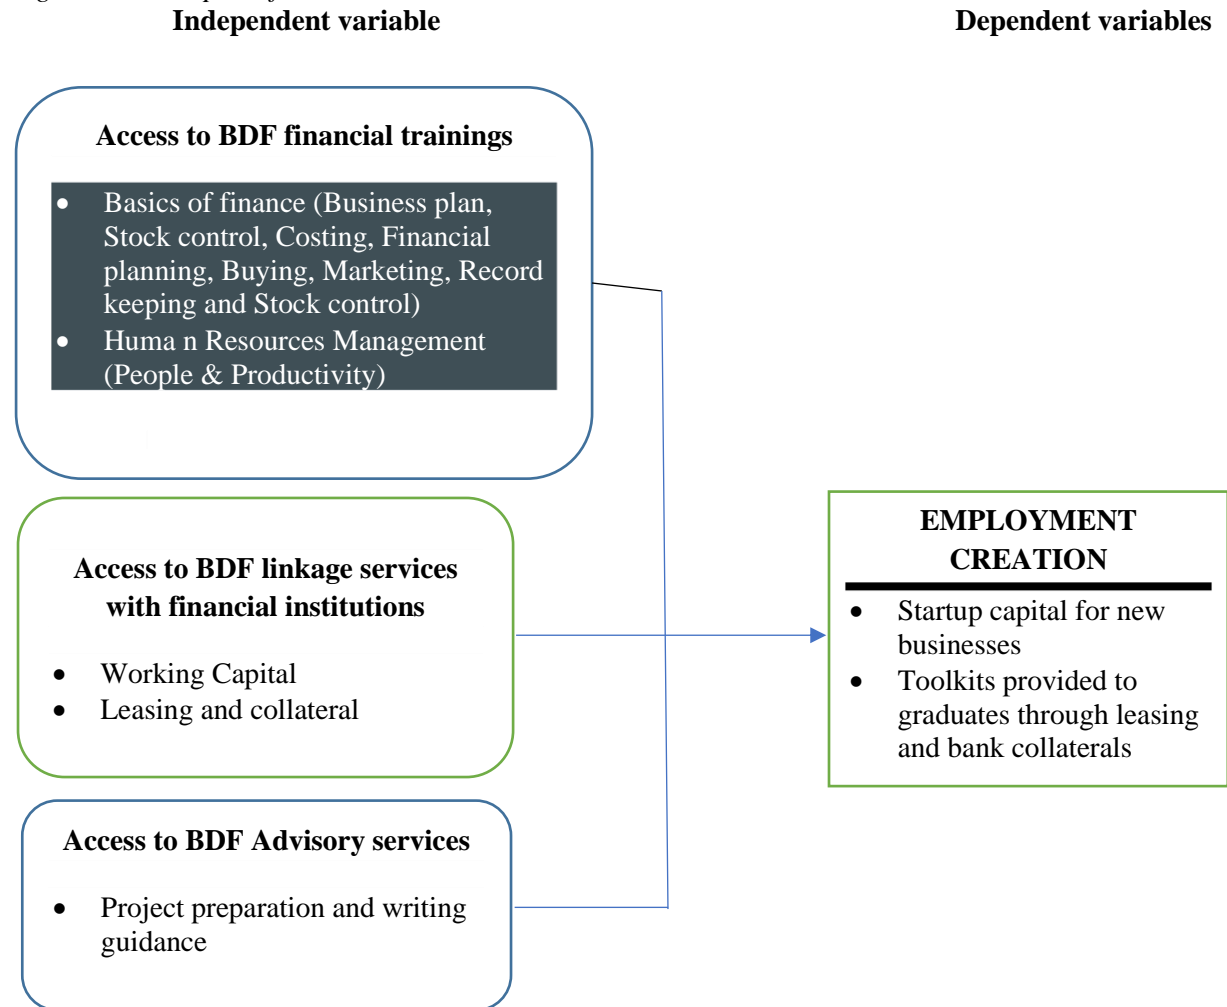 Independent variable
Dependent variables
Access to BDF financial trainings
• Basics of finance (Business plan,
Stock control, Costing, Financial
planning, Buying, Marketing, Record
keeping and Stock control)
• Huma n Resources Management
(People & Productivity)
Access to BDF linkage services
with financial institutions
• Working Capital
• Leasing and collateral
Access to BDF Advisory services
• Project preparation and writing
guidance
EMPLOYMENT
CREATION
• Startup capital for new
businesses
• Toolkits provided to
graduates through leasing
and bank collaterals